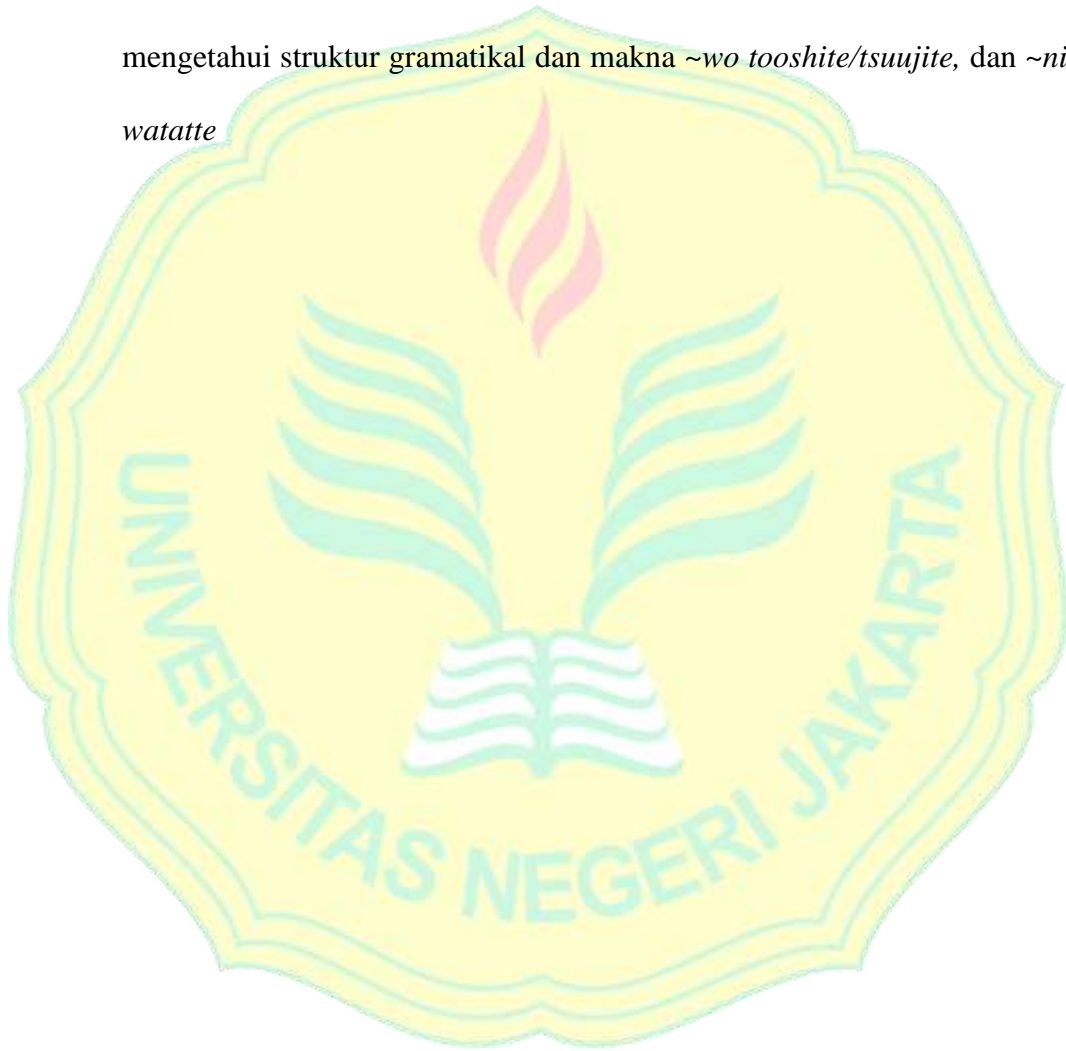 mengetahui struktur gramatikal dan makna ~wo tooshite/tsuujite, dan ~ni
watatte
UNIVERSITAS NEGERI JAKARTA